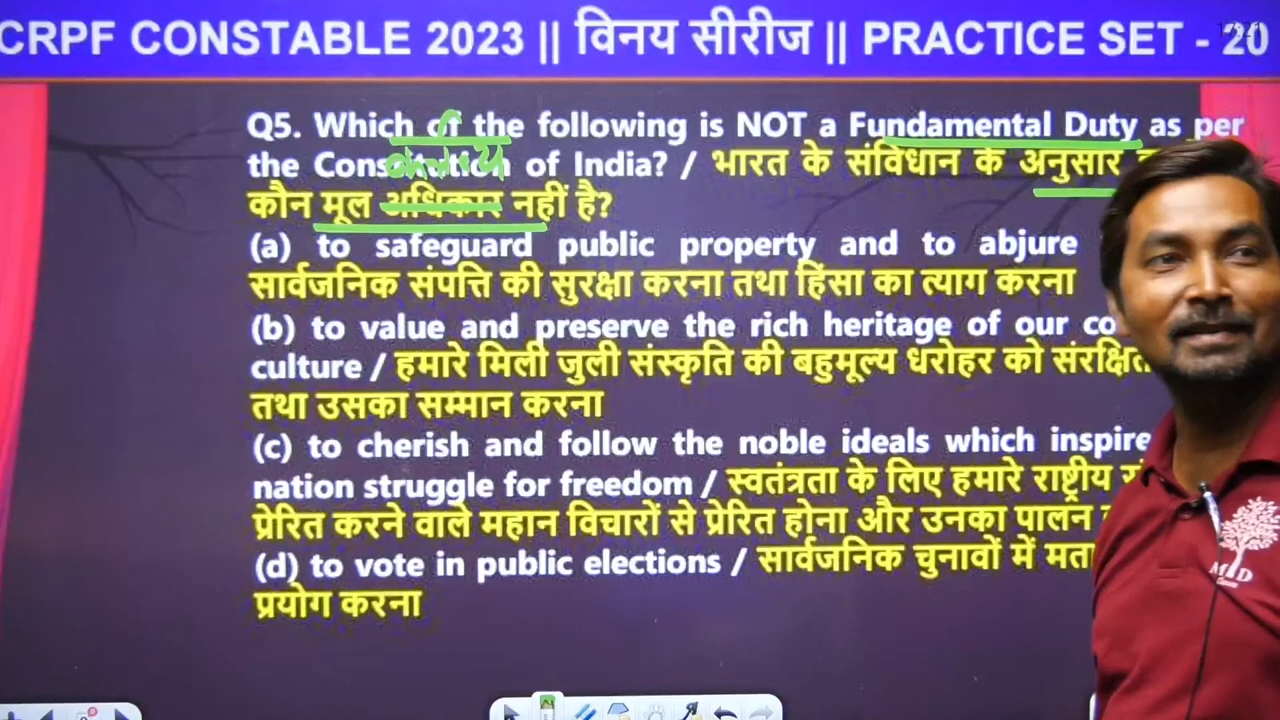 CRPF CONSTABLE 2023 || विनय सीरीज || PRACTICE SET - 20
17:21
Q5. Which of the following is NOT a Fundamental Duty as per
कर्तव्य
the Constitution of India? / भारत के संविधान के अनुसार
कौन मूल अधिकार नहीं है?
(a) to safeguard public property and to abjure
सार्वजनिक संपत्ति की सुरक्षा करना तथा हिंसा का त्याग करना
(b) to value and preserve the rich heritage of our
culture / हमारे मिली जुली संस्कृति की बहुमूल्य धरोहर को संरक्षित
तथा उसका सम्मान करना
(c) to cherish and follow the noble ideals which inspire
nation struggle for freedom / स्वतंत्रता के लिए हमारे राष्ट्रीय
प्रेरित करने वाले महान विचारों से प्रेरित होना और उनका पालन
(d) to vote in public elections / सार्वजनिक चुनावों में
प्रयोग करना